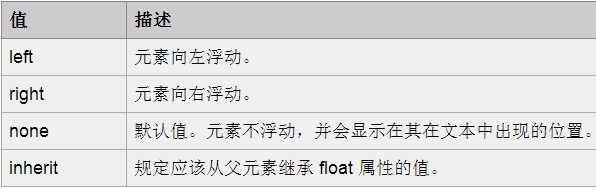 值 描述
left 元素向左浮动。
right 元素向右浮动。
none 默认值。元素不浮动，并会显示在其在文本中出现的位置。
inherit 规定应该从父元素继承 float 属性的值。